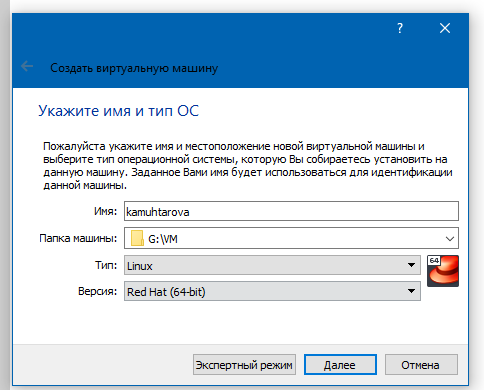 ?
Создать виртуальную машину
Укажите имя и тип ОС
Пожалуйста укажите имя и местоположение новой виртуальной машины и
выберите тип операционной системы, которую Вы собираетесь установить на
данную машину. Заданное Вами имя будет использоваться для идентификации
данной машины.
Имя: kamuhtarova
Папка машины: G:\VM
Тип: Linux
64
Версия: Red Hat (64-bit)
Экспертный режим Далее Отмена